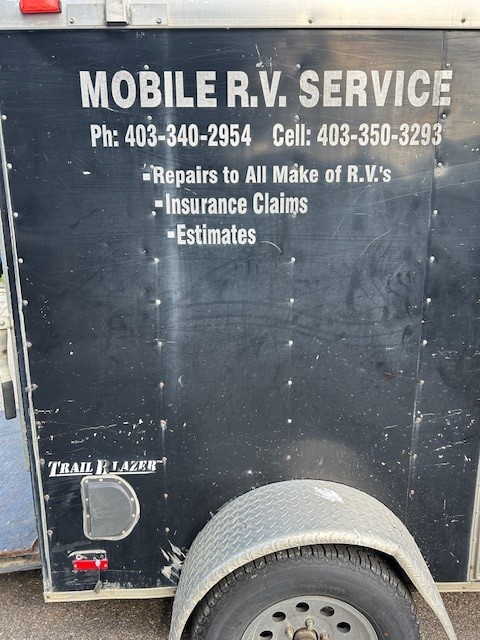 MOBILE R.V. SERVICE
Ph: 403-340-2954 Cell: 403-350-3293
▪Repairs to All Make of R.V.'s
▪Insurance Claims
▪Estimates
TRAIL BLAZER